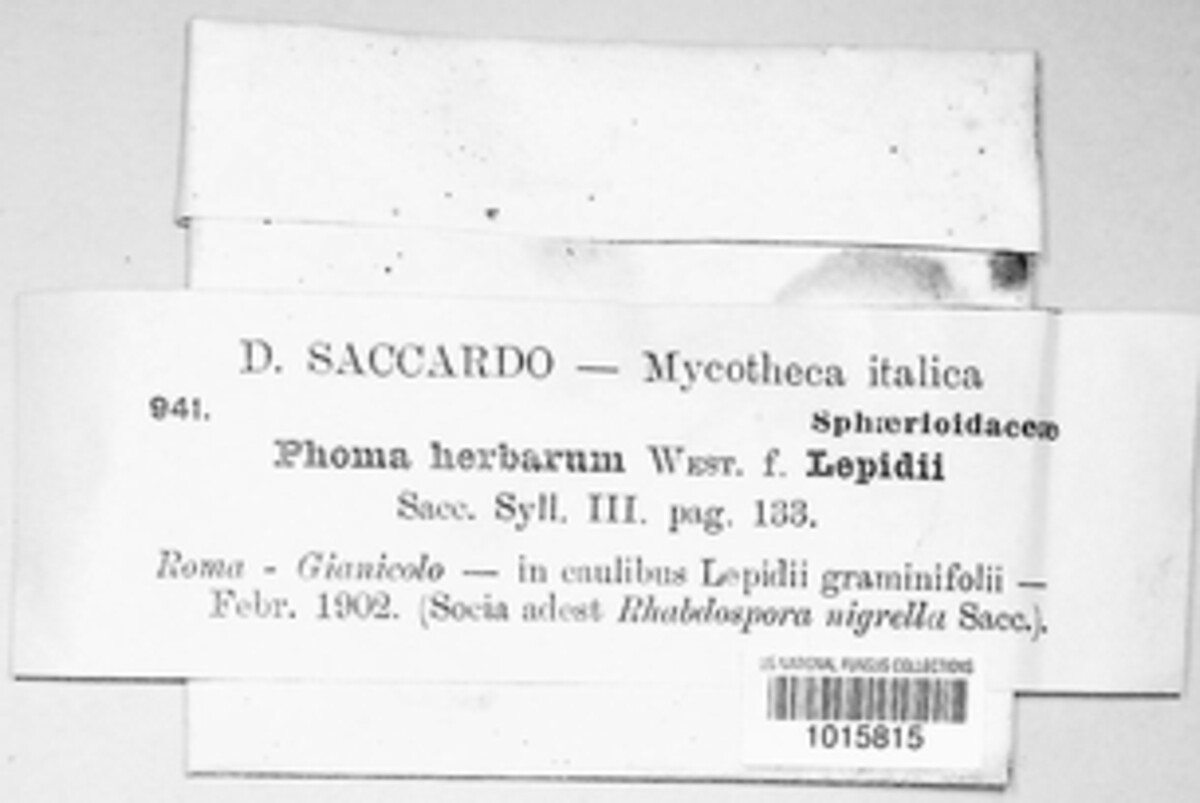 D. SACCARDO — Mycotheca italica
941.
Sphærioidaceæ
Phoma herbarum WEST. f. Lepidii
Sacc. Syll. III. pag. 133.
Roma - Gianicolo — in caulibus Lepidii graminifolii —
Febr. 1902. (Socia adest Rhabdospora nigrella Sacc.).
US NATIONAL FUNGUS COLLECTIONS
1015815